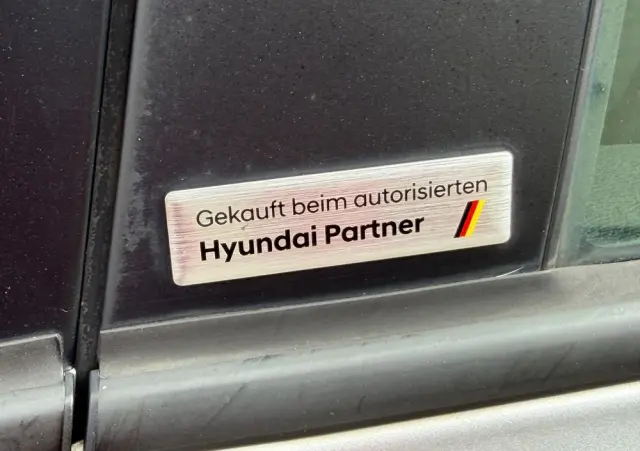 Gekauft beim autorisierten
Hyundai Partner